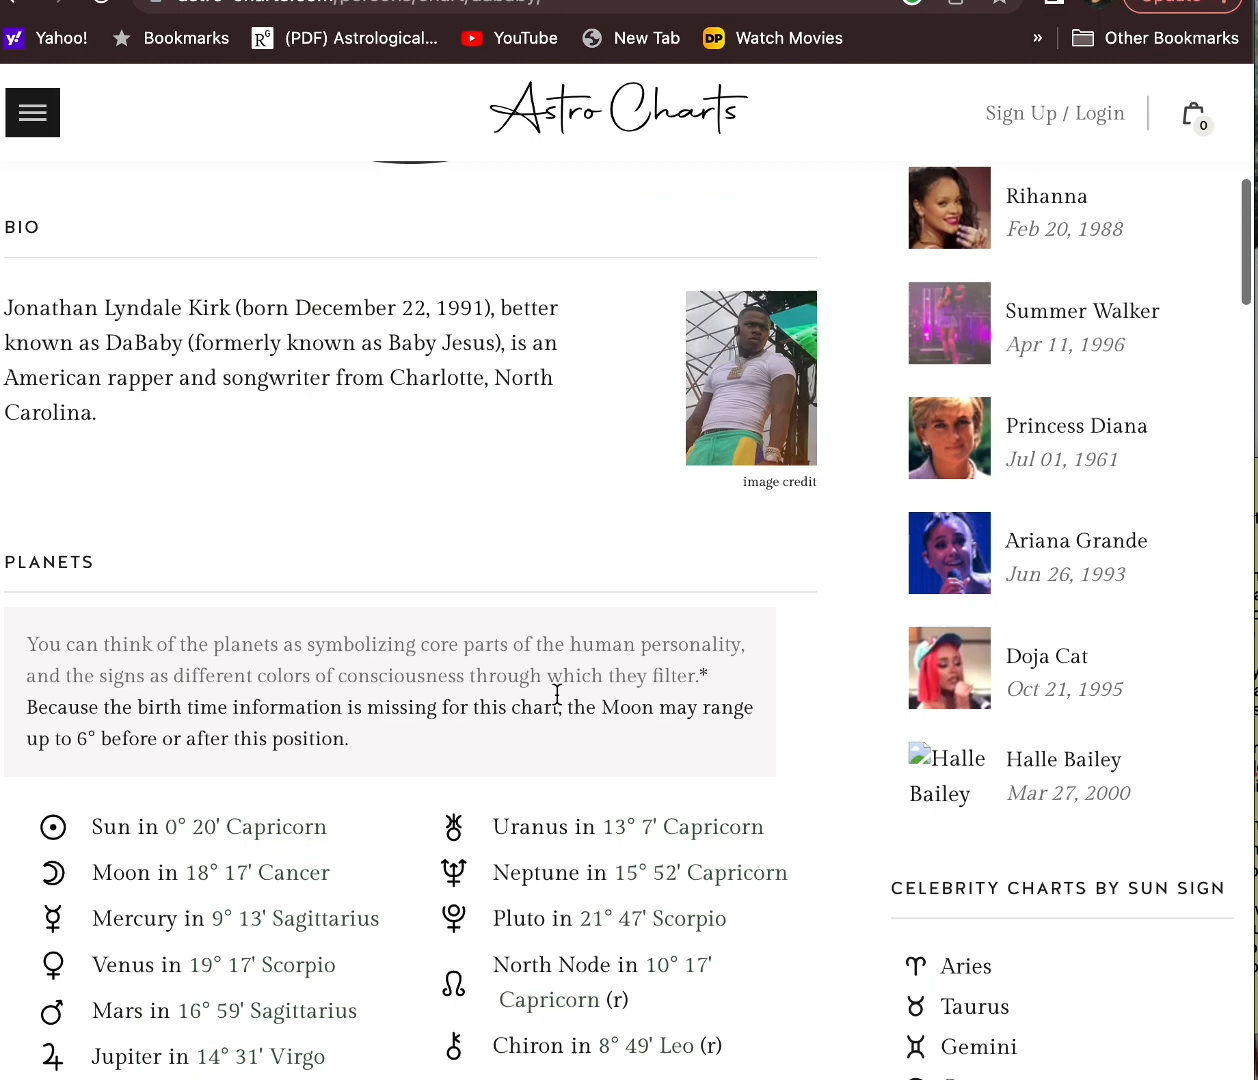 Yahoo!
Bookmarks
(PDF) Astrological...
YouTube
New Tab
DP
Watch Movies
»
Other Bookmarks
Astro Charts
Sign Up / Login
0
BIO
Jonathan Lyndale Kirk (born December 22, 1991), better
known as DaBaby (formerly known as Baby Jesus), is an
American rapper and songwriter from Charlotte, North
Carolina.
image credit
PLANETS
You can think of the planets as symbolizing core parts of the human personality,
and the signs as different colors of consciousness through which they filter.*
Because the birth time information is missing for this chart, the Moon may range
up to 6° before or after this position.
Sun in 0° 20' Capricorn
Moon in 18° 17' Cancer
Mercury in 9° 13' Sagittarius
Venus in 19° 17' Scorpio
Mars in 16° 59' Sagittarius
Jupiter in 14° 31' Virgo
Uranus in 13° 7' Capricorn
Neptune in 15° 52' Capricorn
Pluto in 21° 47' Scorpio
North Node in 10° 17'
Capricorn (r)
Chiron in 8° 49' Leo (r)
Rihanna
Feb 20, 1988
Summer Walker
Apr 11, 1996
Princess Diana
Jul 01, 1961
Ariana Grande
Jun 26, 1993
Doja Cat
Oct 21, 1995
Halle
Bailey
Halle Bailey
Mar 27, 2000
CELEBRITY CHARTS BY SUN SIGN
Aries
Taurus
Gemini